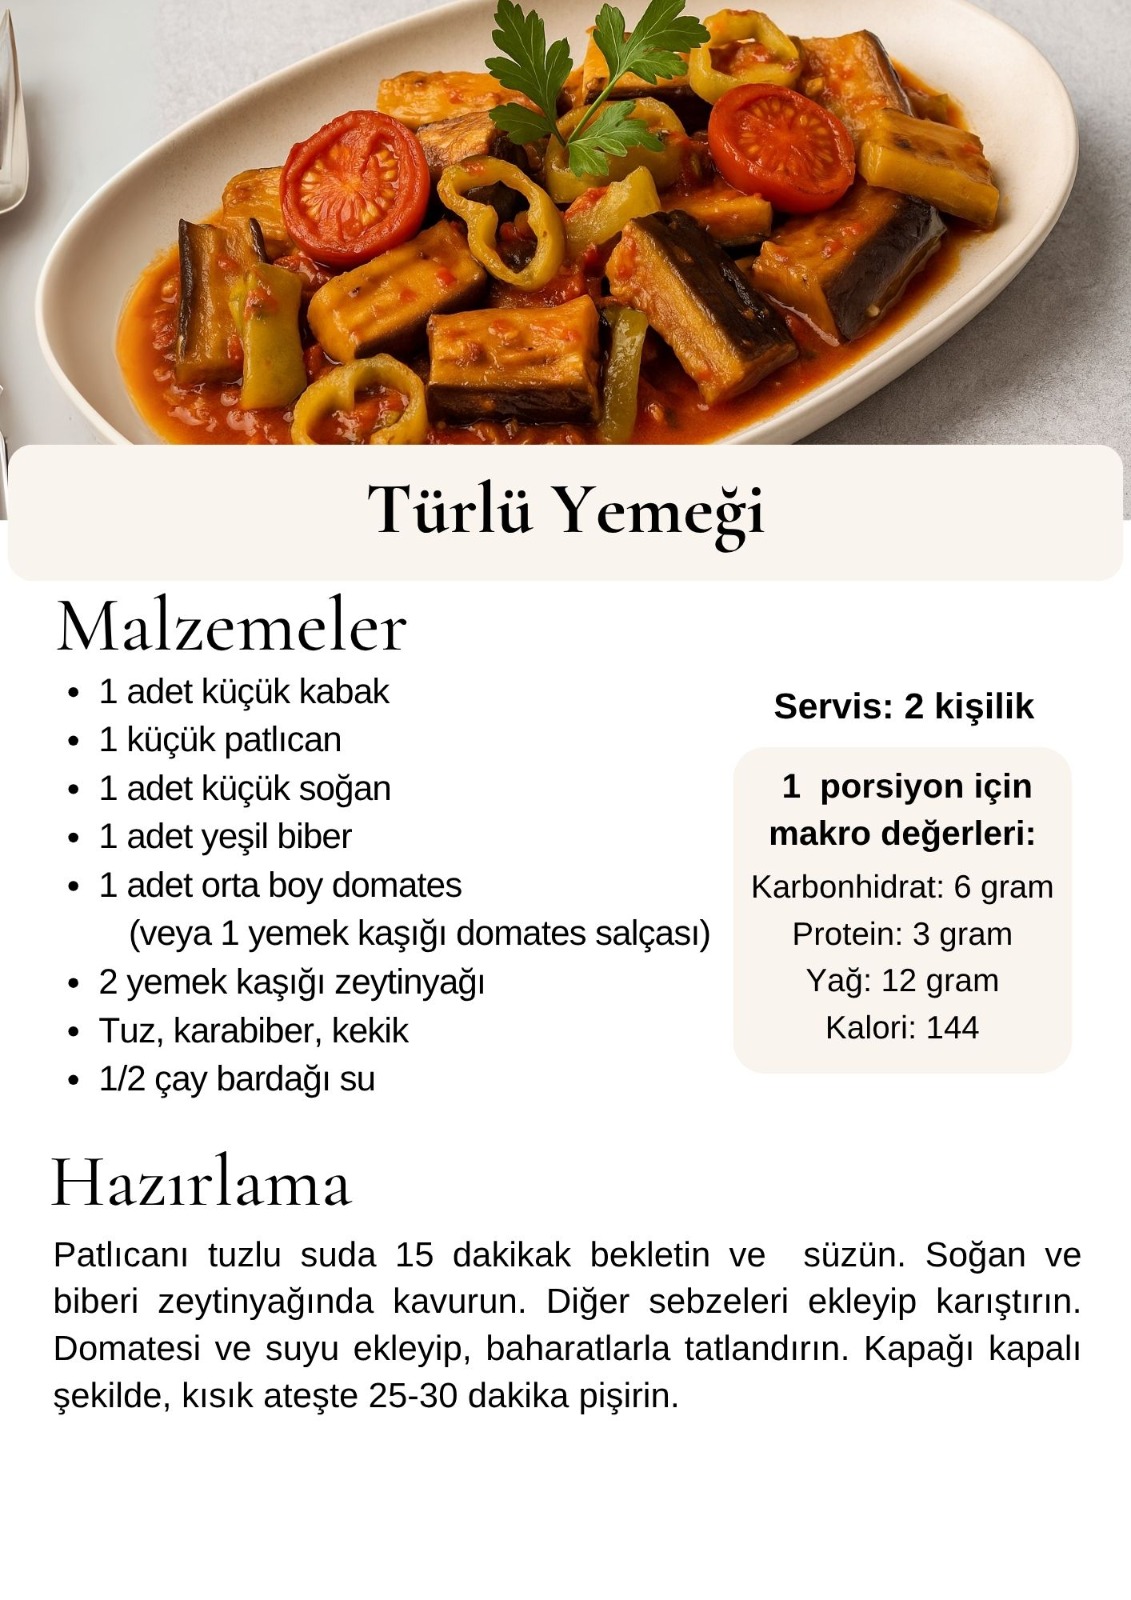 Türlü Yemeği
Malzemeler
• 1 adet küçük kabak
• 1 küçük patlıcan
• 1 adet küçük soğan
• 1 adet yeşil biber
• 1 adet orta boy domates
(veya 1 yemek kaşığı domates salçası)
• 2 yemek kaşığı zeytinyağı
• Tuz, karabiber, kekik
• 1/2 çay bardağı su
Servis: 2 kişilik
1 porsiyon için
makro değerleri:
Karbonhidrat: 6 gram
Protein: 3 gram
Yağ: 12 gram
Kalori: 144
Hazırlama
Patlıcanı tuzlu suda 15 dakikak bekletin ve süzün. Soğan ve
biberi zeytinyağında kavurun. Diğer sebzeleri ekleyip karıştırın.
Domatesi ve suyu ekleyip, baharatlarla tatlandırın. Kapağı kapalı
şekilde, kısık ateşte 25-30 dakika pişirin.